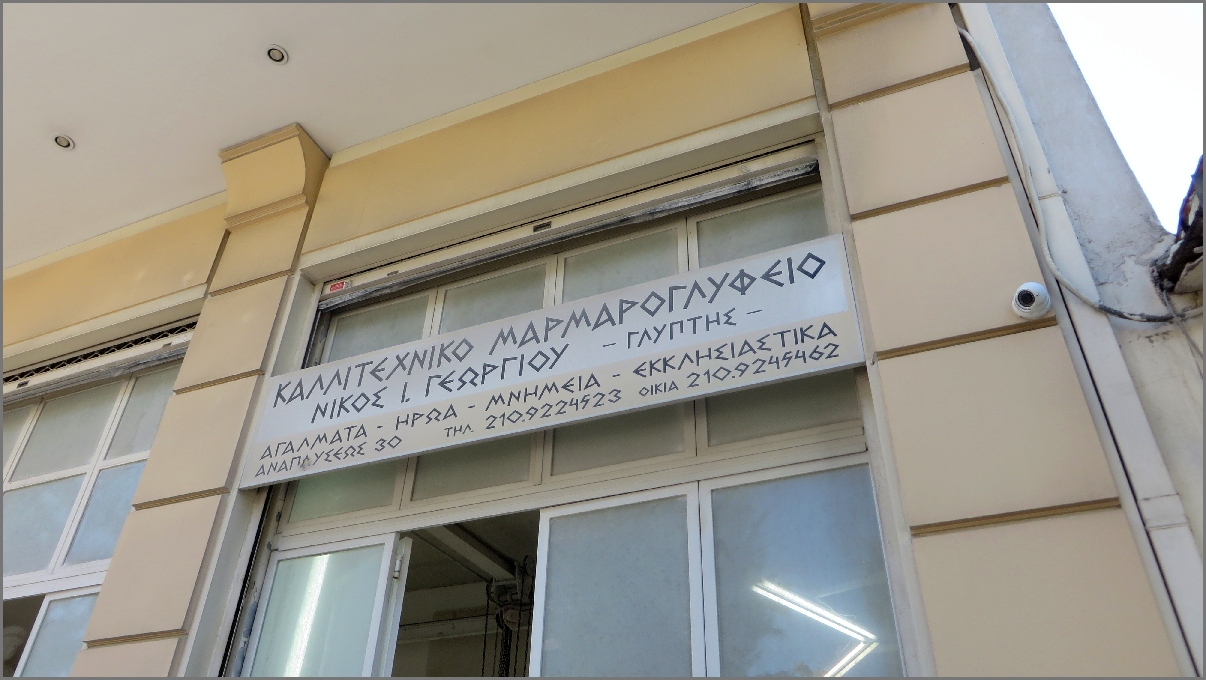 ΚΑΛΛΙΤΕΧΝΙΚΟ ΜΑΡΜΑΡΟΓΛΥΦΕΙΟ
ΝΙΚΟΣ Ι. ΓΕΩΡΓΙΟΥ - ΓΛΥΠΤΗΣ -
ΑΓΑΛΜΑΤΑ - ΗΡΩΑ - ΜΝΗΜΕΙΑ - ΕΚΚΛΗΣΙΑΣΤΙΚΑ
ΑΝΑΠΑΥΣΕΩΣ 30 ΤΗΛ. 210.9224523 ΟΙΚΙΑ 210.9245462